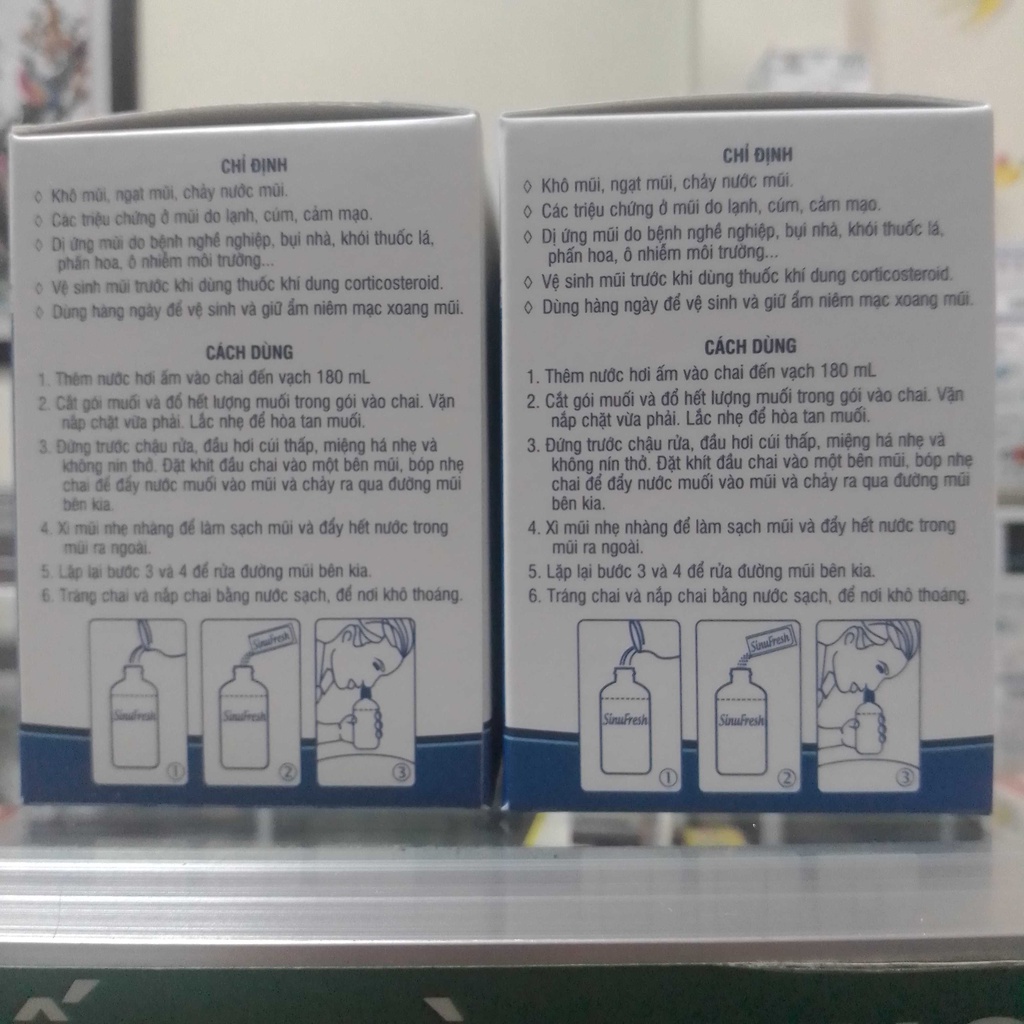 CHỈ ĐỊNH
◊ Khô mũi, ngạt mũi, chảy nước mũi.
◊ Các triệu chứng ở mũi do lạnh, cúm, cảm mạo.
◊ Dị ứng mũi do bệnh nghề nghiệp, bụi nhà, khói thuốc lá,
phấn hoa, ô nhiễm môi trường...
◊ Vệ sinh mũi trước khi dùng thuốc khí dung corticosteroid.
◊ Dùng hàng ngày để vệ sinh và giữ ẩm niêm mạc xoang mũi.
CÁCH DÙNG
1. Thêm nước hơi ấm vào chai đến vạch 180 mL
2. Cắt gói muối và đổ hết lượng muối trong gói vào chai. Vặn
nắp chặt vừa phải. Lắc nhẹ để hòa tan muối.
3. Đứng trước chậu rửa, đầu hơi cúi thấp, miệng há nhẹ và
không nín thở. Đặt khít đầu chai vào một bên mũi, bóp nhẹ
chai để đẩy nước muối vào mũi và chảy ra qua đường mũi
bên kia.
4. Xì mũi nhẹ nhàng để làm sạch mũi và đẩy hết nước trong
mũi ra ngoài.
5. Lặp lại bước 3 và 4 để rửa đường mũi bên kia.
6. Tráng chai và nắp chai bằng nước sạch, để nơi khô thoáng.
SinuFresh
SinuFresh SinuFresh
① ② ③
CHỈ ĐỊNH
◊ Khô mũi, ngạt mũi, chảy nước mũi.
◊ Các triệu chứng ở mũi do lạnh, cúm, cảm mạo.
◊ Dị ứng mũi do bệnh nghề nghiệp, bụi nhà, khói thuốc lá,
phấn hoa, ô nhiễm môi trường...
◊ Vệ sinh mũi trước khi dùng thuốc khí dung corticosteroid.
◊ Dùng hàng ngày để vệ sinh và giữ ẩm niêm mạc xoang mũi.
CÁCH DÙNG
1. Thêm nước hơi ấm vào chai đến vạch 180 mL
2. Cắt gói muối và đổ hết lượng muối trong gói vào chai. Vặn
nắp chặt vừa phải. Lắc nhẹ để hòa tan muối.
3. Đứng trước chậu rửa, đầu hơi cúi thấp, miệng há nhẹ và
không nín thở. Đặt khít đầu chai vào một bên mũi, bóp nhẹ
chai để đẩy nước muối vào mũi và chảy ra qua đường mũi
bên kia.
4. Xì mũi nhẹ nhàng để làm sạch mũi và đẩy hết nước trong
mũi ra ngoài.
5. Lặp lại bước 3 và 4 để rửa đường mũi bên kia.
6. Tráng chai và nắp chai bằng nước sạch, để nơi khô thoáng.
SinuFresh
SinuFresh SinuFresh
① ② ③